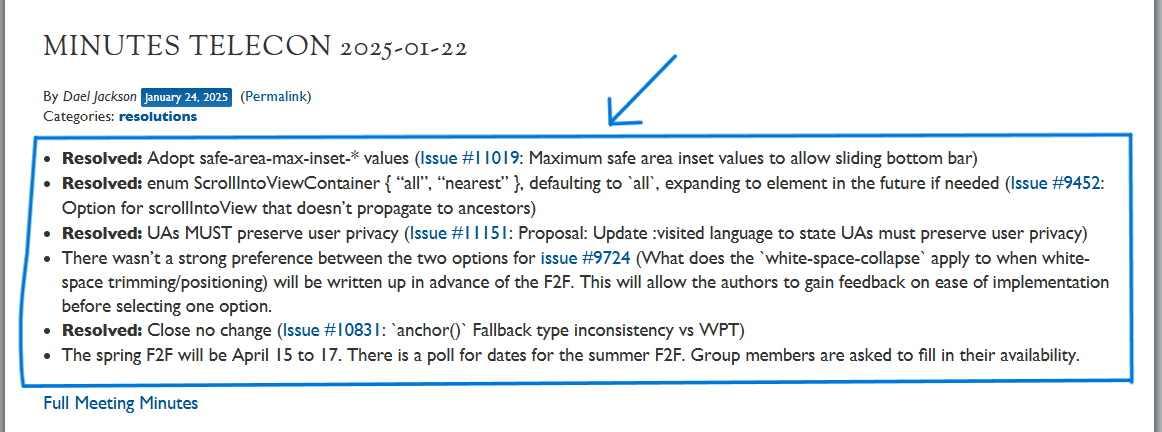 MINUTES TELECON 2025-01-22
By Dael Jackson January 24, 2025 (Permalink)
Categories: resolutions
• Resolved: Adopt safe-area-max-inset-* values (Issue #11019: Maximum safe area inset values to allow sliding bottom bar)
• Resolved: enum ScrollIntoViewContainer { “all”, “nearest” }, defaulting to `all`, expanding to element in the future if needed (Issue #9452:
Option for scrollIntoView that doesn’t propagate to ancestors)
• Resolved: UAs MUST preserve user privacy (Issue #11151: Proposal: Update :visited language to state UAs must preserve user privacy)
• There wasn’t a strong preference between the two options for issue #9724 (What does the `white-space-collapse` apply to when white-
space trimming/positioning) will be written up in advance of the F2F. This will allow the authors to gain feedback on ease of implementation
before selecting one option.
• Resolved: Close no change (Issue #10831: `anchor()` Fallback type inconsistency vs WPT)
• The spring F2F will be April 15 to 17. There is a poll for dates for the summer F2F. Group members are asked to fill in their availability.
Full Meeting Minutes